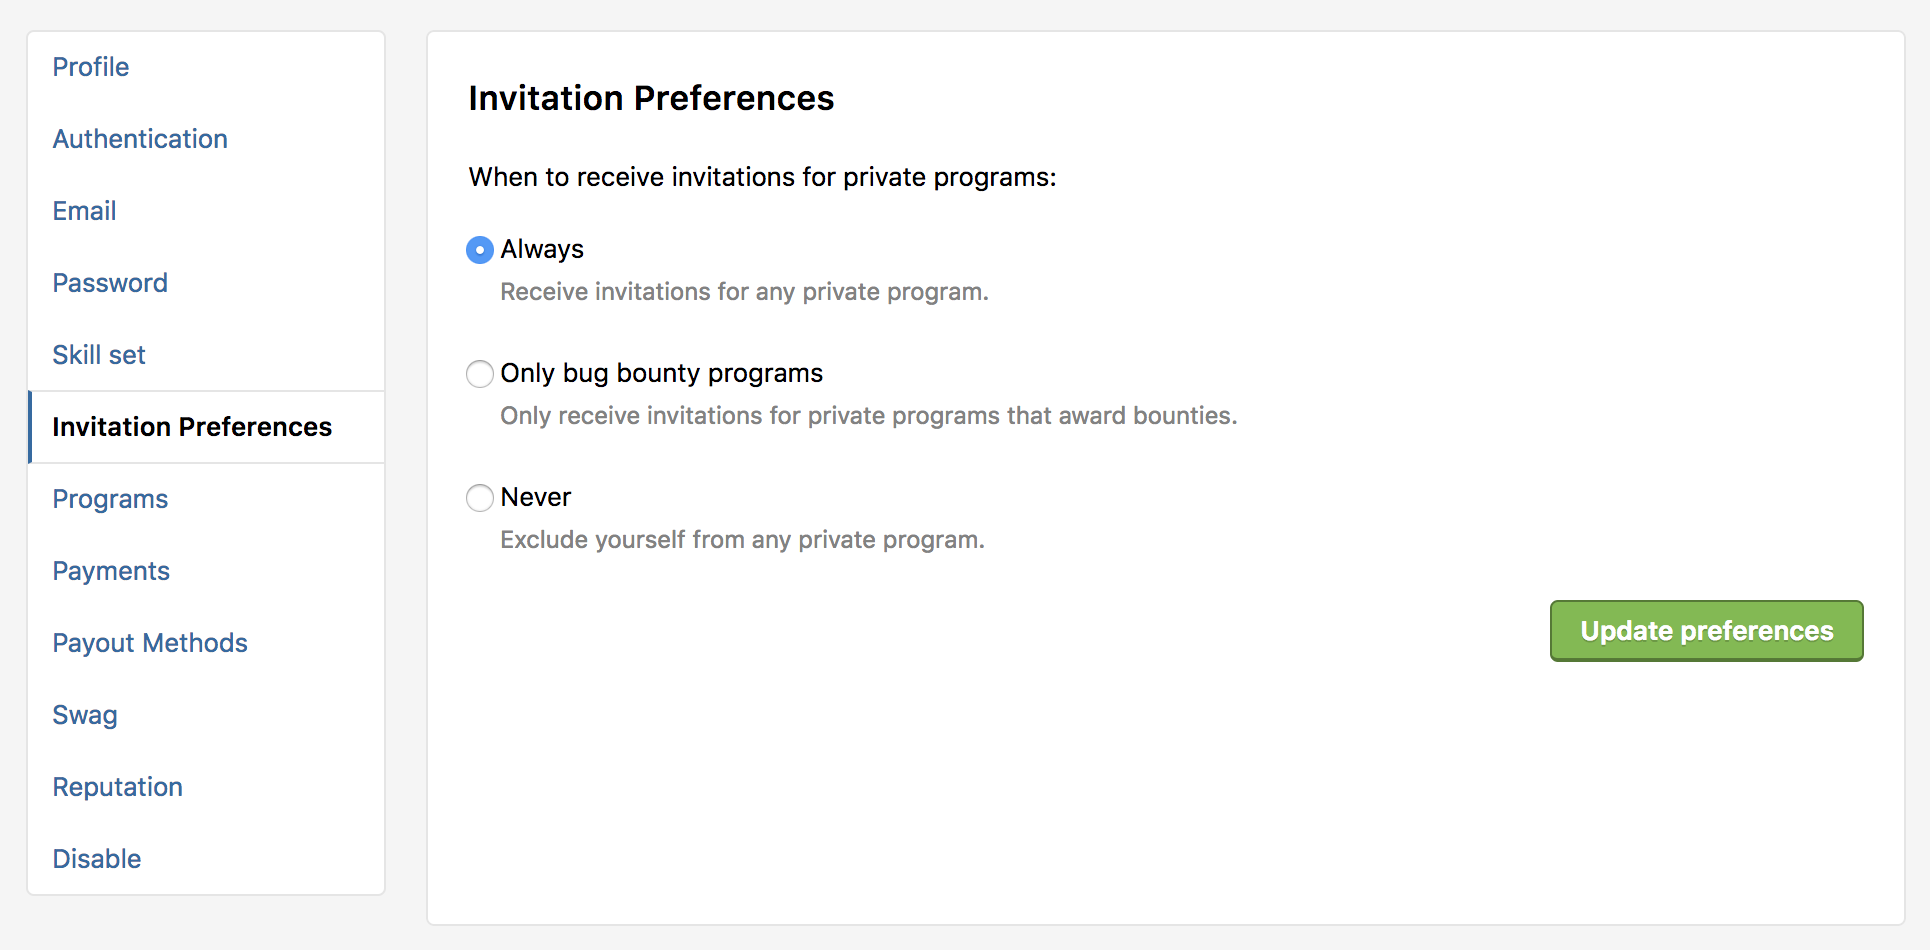 Profile
Authentication
Email
Password
Skill set
Invitation Preferences
Programs
Payments
Payout Methods
Swag
Reputation
Disable
Invitation Preferences
When to receive invitations for private programs:
Always
Receive invitations for any private program.
Only bug bounty programs
Only receive invitations for private programs that award bounties.
Never
Exclude yourself from any private program.
Update preferences